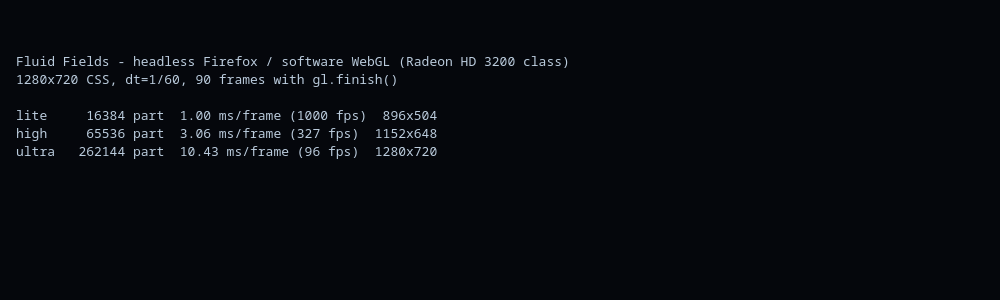 Fluid Fields - headless Firefox / software WebGL (Radeon HD 3200 class)
1280x720 CSS, dt=1/60, 90 frames with gl.finish()
lite     16384 part  1.00 ms/frame (1000 fps)  896x504
high     65536 part  3.06 ms/frame (327 fps)  1152x648
ultra   262144 part  10.43 ms/frame (96 fps)  1280x720